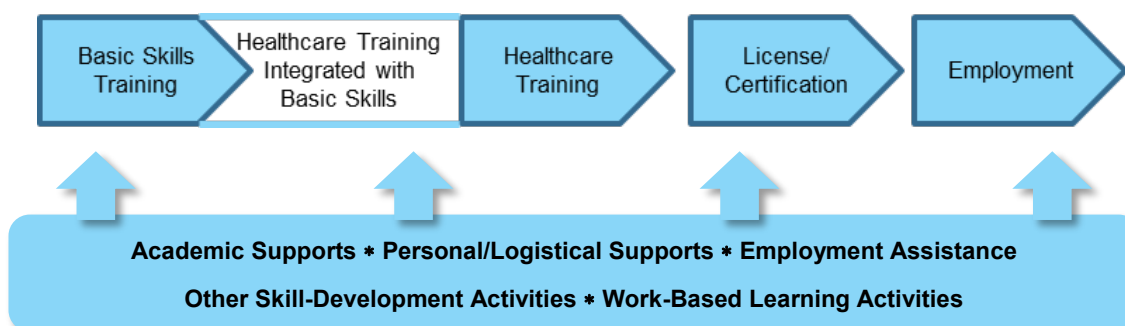 Basic Skills
Training
Healthcare Training
Integrated with
Basic Skills
Healthcare
Training
License/
Certification
Employment
Academic Supports * Personal/Logistical Supports * Employment Assistance
Other Skill-Development Activities * Work-Based Learning Activities